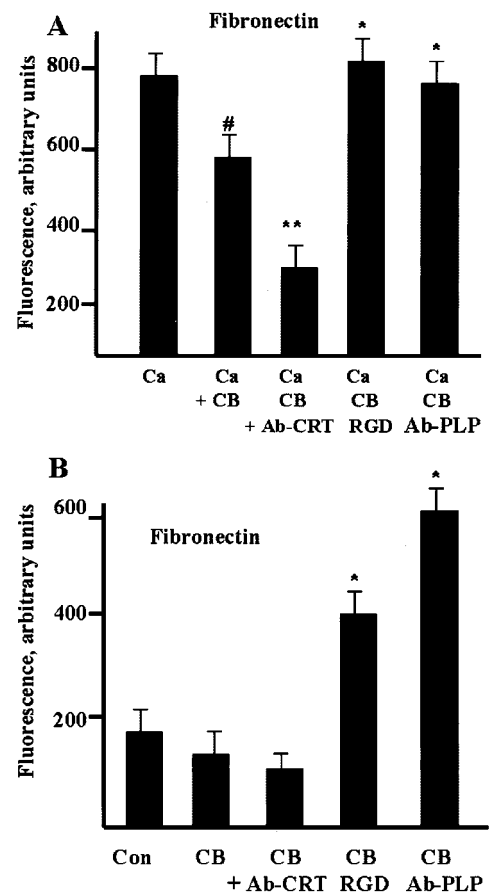 A
Fibronectin
Fluorescence, arbitrary units
800
600
400
200
#
**
*
*
Ca Ca Ca Ca Ca
+ CB CB CB CB
+ Ab-CRT RGD Ab-PLP
B
Fibronectin
Fluorescence, arbitrary units
600
400
200
*
*
Con CB CB CB CB
+ Ab-CRT RGD Ab-PLP